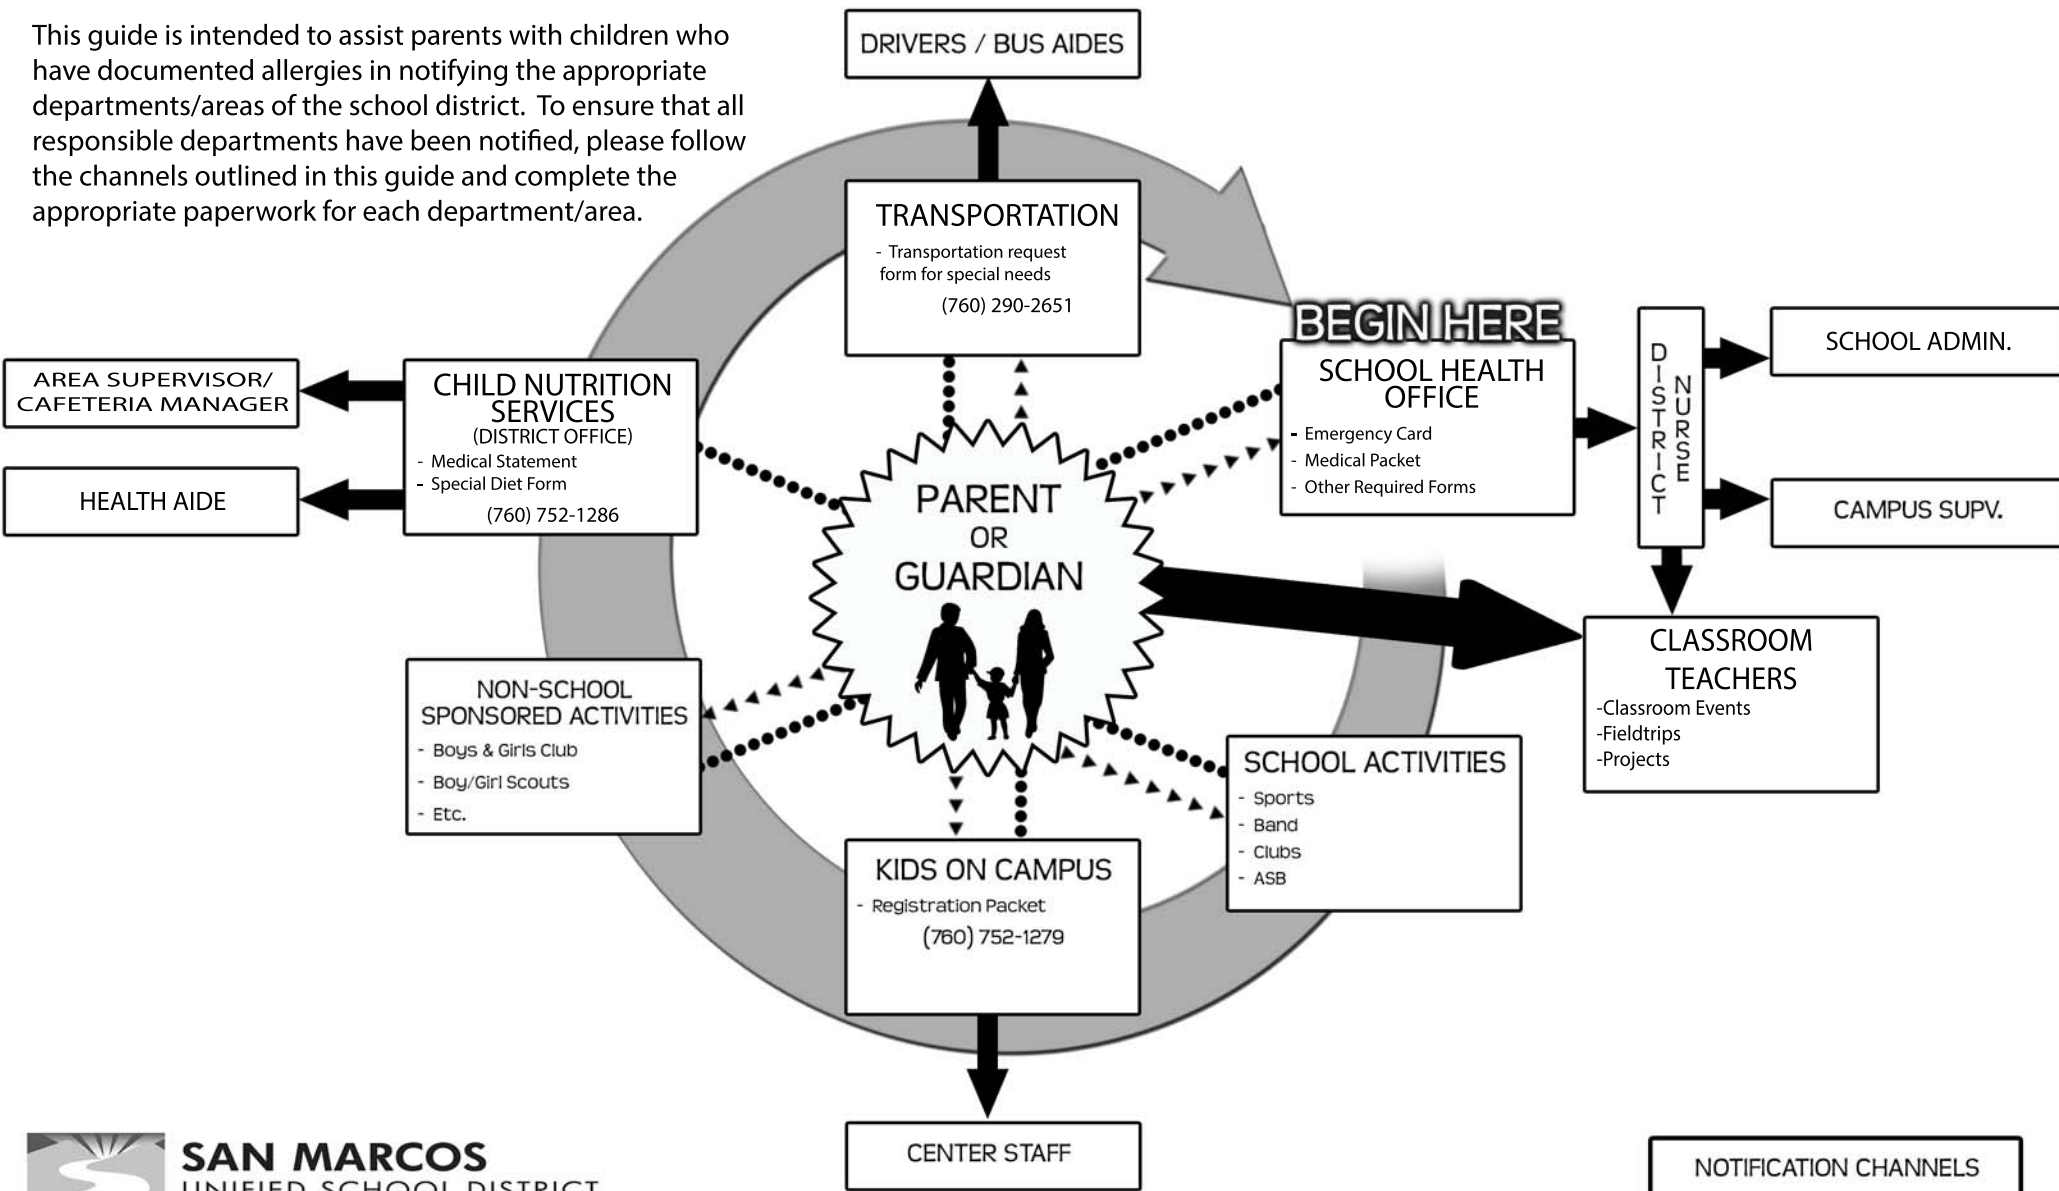 This guide is intended to assist parents with children who
have documented allergies in notifying the appropriate
departments/areas of the school district.  To ensure that all
responsible departments have been notified, please follow
the channels outlined in this guide and complete the
appropriate paperwork for each department/area.
DRIVERS / BUS AIDES
TRANSPORTATION
- Transportation request
form for special needs
(760) 290-2651
BEGIN HERE
SCHOOL HEALTH
OFFICE
- Emergency Card
- Medical Packet
- Other Required Forms
DISTRICT
NURSE
SCHOOL ADMIN.
CAMPUS SUPV.
AREA SUPERVISOR/
CAFETERIA MANAGER
HEALTH AIDE
CHILD NUTRITION
SERVICES
(DISTRICT OFFICE)
- Medical Statement
- Special Diet Form
(760) 752-1286
PARENT
OR
GUARDIAN
CLASSROOM
TEACHERS
-Classroom Events
-Fieldtrips
-Projects
NON-SCHOOL
SPONSORED ACTIVITIES
- Boys & Girls Club
- Boy/Girl Scouts
- Etc.
SCHOOL ACTIVITIES
- Sports
- Band
- Clubs
- ASB
KIDS ON CAMPUS
- Registration Packet
(760) 752-1279
CENTER STAFF
SAN MARCOS
UNIFIED SCHOOL DISTRICT
NOTIFICATION CHANNELS